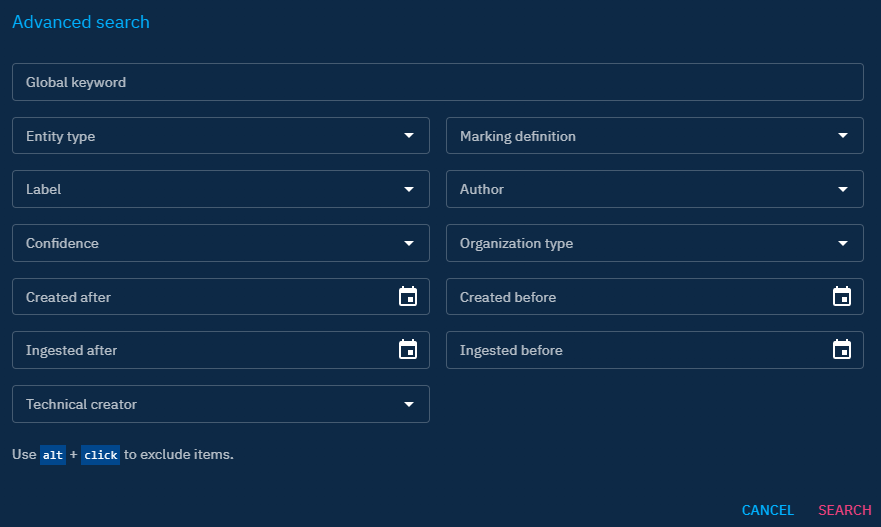 Advanced search
Global keyword
Entity type
Marking definition
Label
Author
Confidence
Organization type
Created after
Created before
Ingested after
Ingested before
Technical creator
Use alt + click to exclude items.
CANCEL
SEARCH